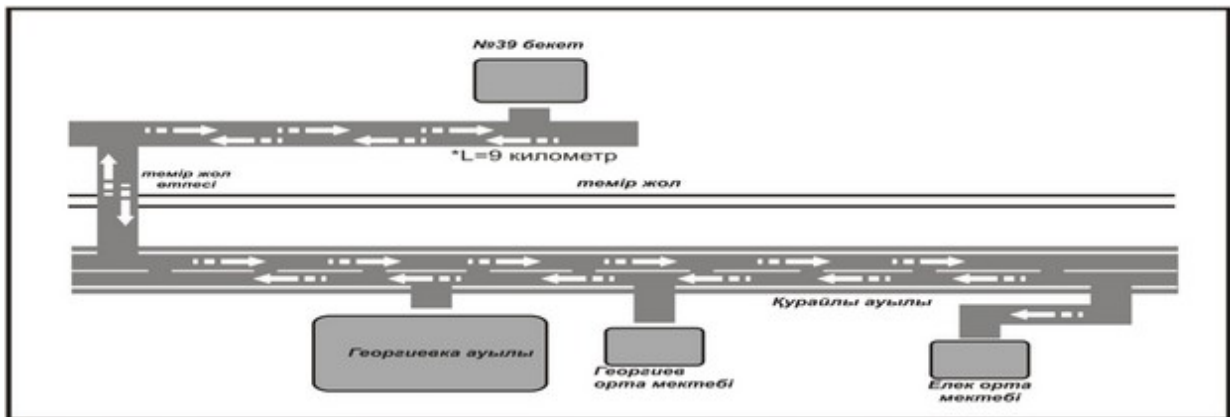 №39 бекет
*L=9 километр
темір жол
өтпесі
темір жол
Құрайлы ауылы
Георгиевка ауылы
Георгиев
орта мектебі
Елек орта
мектебі